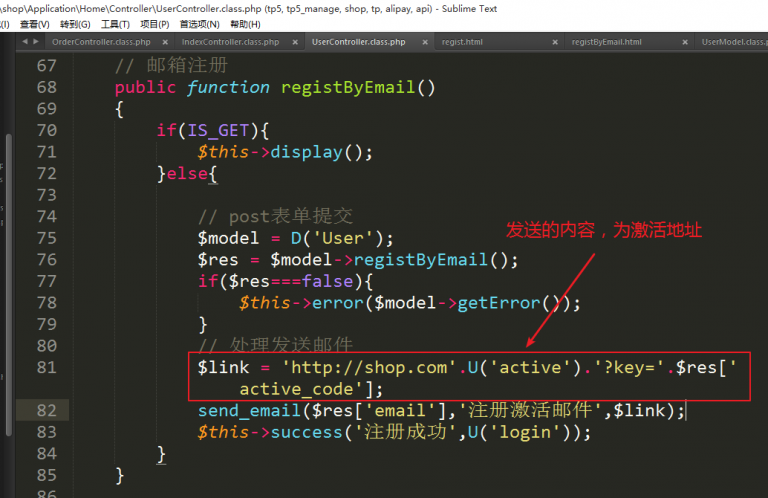 \shop\Application\Home\Controller\UserController.class.php (tp5, tp5_manage, shop, tp, alipay, api) - Sublime Text
查看(V) 转到(G) 工具(T) 项目(P) 首选项(N) 帮助(H)
OrderController.class.php × IndexController.class.php × UserController.class.php × regist.html × registByEmail.html × UserModel.class.p
67 // 邮箱注册
68 public function registByEmail()
69 {
70 if(IS_GET){
71 $this->display();
72 }else{
73
74 // post表单提交
发送的内容，为激活地址
75 $model = D('User');
76 $res = $model->registByEmail();
77 if($res===false){
78 $this->error($model->getError());
79 }
80 // 处理发送邮件
81 $link = 'http://shop.com'.U('active').'?key='.$res['
active_code'];
82 send_email($res['email'],'注册激活邮件',$link);
83 $this->success('注册成功',U('login'));
84 }
85 }